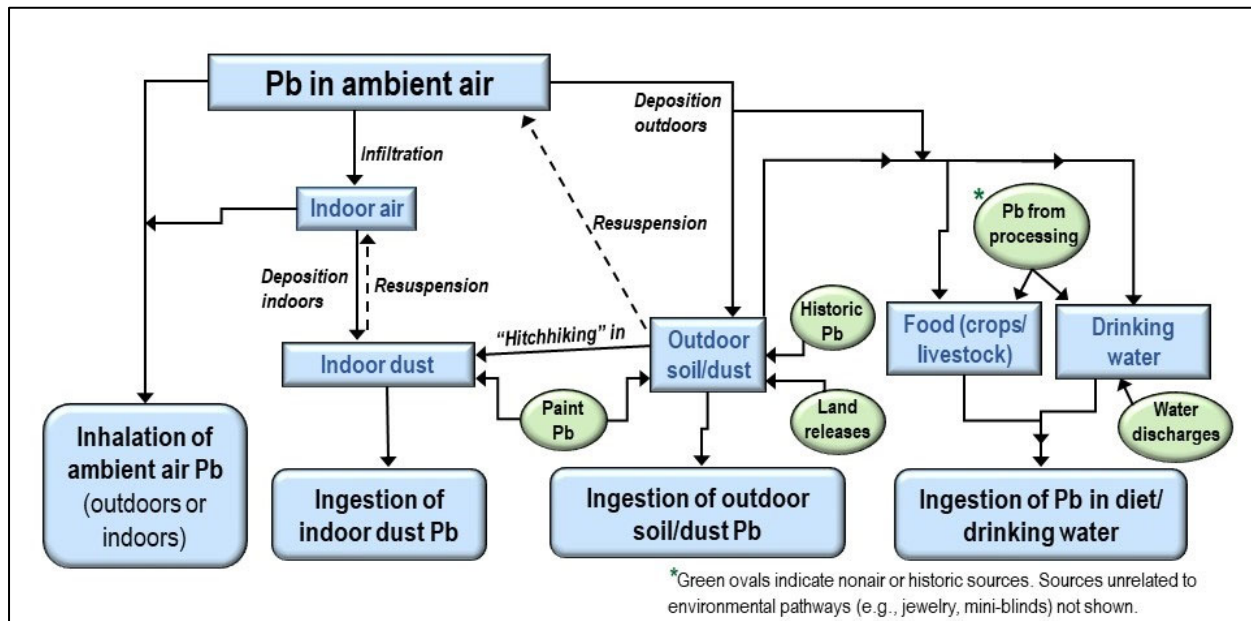 Pb in ambient air
Deposition
outdoors
Infiltration
Indoor air
Resuspension
*
Pb from
processing
Deposition
indoors
Resuspension
Historic
Pb
Food (crops/
livestock)
Drinking
water
“Hitchhiking” in
Outdoor
soil/dust
Indoor dust
Paint
Pb
Land
releases
Water
discharges
Inhalation of
ambient air Pb
(outdoors or
indoors)
Ingestion of
indoor dust Pb
Ingestion of outdoor
soil/dust Pb
Ingestion of Pb in diet/
drinking water
*Green ovals indicate nonair or historic sources. Sources unrelated to
environmental pathways (e.g., jewelry, mini-blinds) not shown.